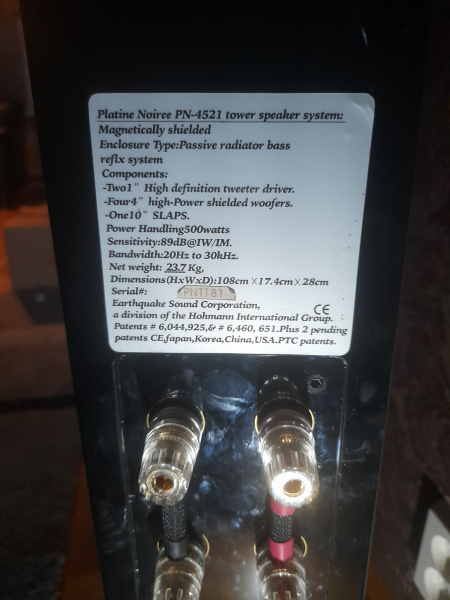 Platine Noiree PN-4521 tower speaker system:
Magnetically shielded
Enclosure Type:Passive radiator bass
reflx system
Components:
-Two1" High definition tweeter driver.
-Four4" high-Power shielded woofers.
-One10" SLAPS.
Power Handling500watts
Sensitivity:89dB@IW/IM.
Bandwidth:20Hz to 30kHz.
Net weight: 23.7 Kg,
Dimensions(HxWxD):108cm×17.4cm×28cm
Serial#: PNT181
Earthquake Sound Corporation,
a division of the Hohmann International Group. CE
Patents # 6,044,925,& # 6,460, 651.Plus 2 pending
patents CE,Japan,Korea,China,USA.PTC patents.